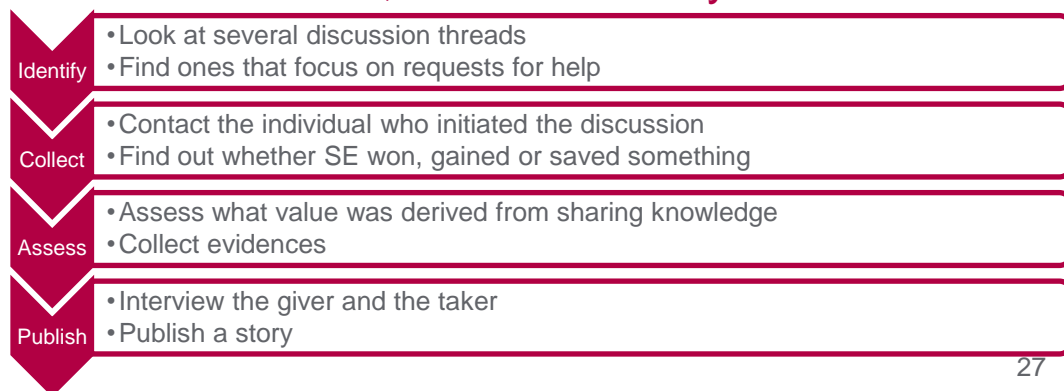 Identify
•Look at several discussion threads
•Find ones that focus on requests for help
Collect
•Contact the individual who initiated the discussion
•Find out whether SE won, gained or saved something
Assess
•Assess what value was derived from sharing knowledge
•Collect evidences
Publish
•Interview the giver and the taker
•Publish a story
27